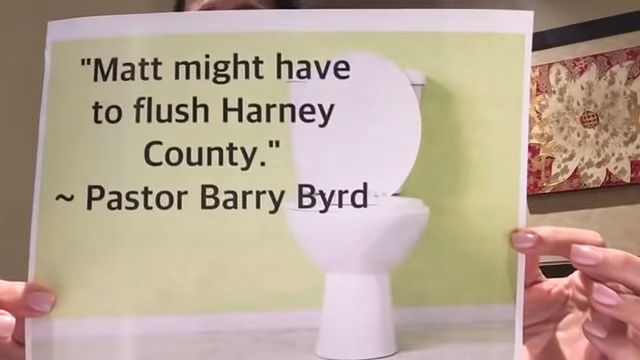 "Matt might have
to flush Harney
County."
~ Pastor Barry Byrd